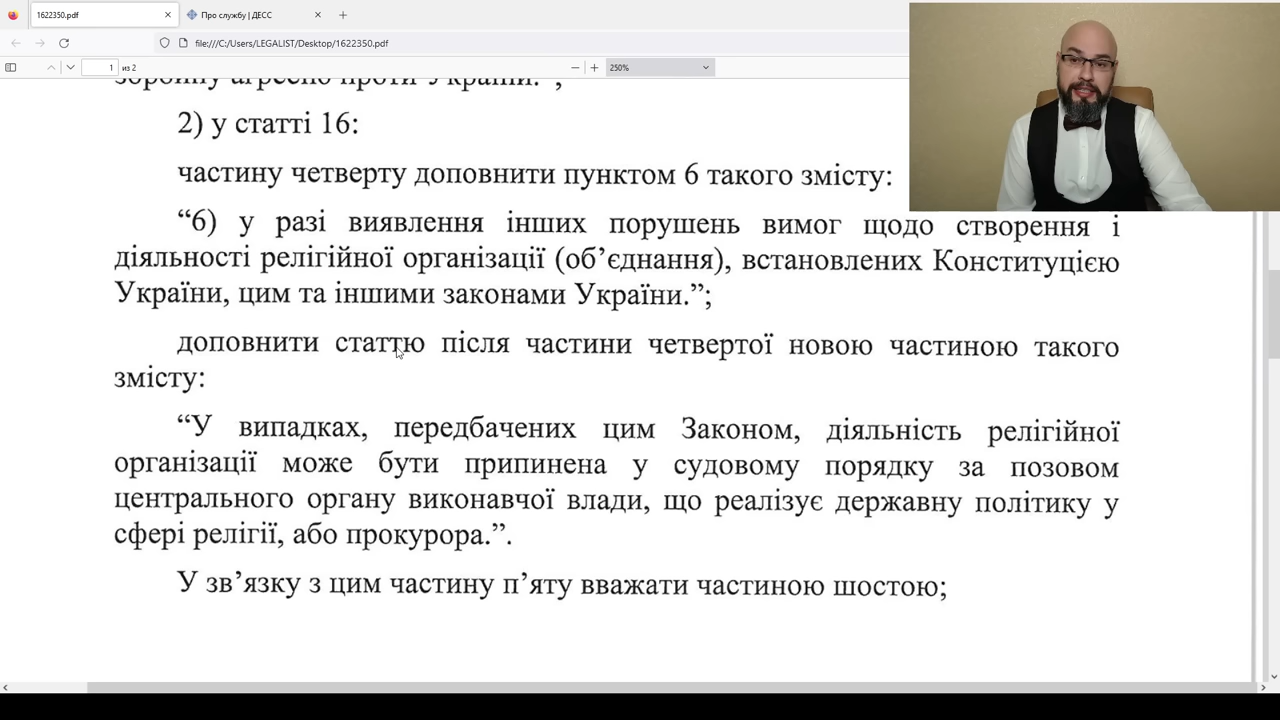 1622350.pdf
Про службу | ДЕСС
file:///C:/Users/LEGALIST/Desktop/1622350.pdf
1 из 2
250%
збройну агресію проти України.”;
2) у статті 16:
частину четверту доповнити пунктом 6 такого змісту:
“6) у разі виявлення інших порушень вимог щодо створення і
діяльності релігійної організації (об’єднання), встановлених Конституцією
України, цим та іншими законами України.”;
доповнити статтю після частини четвертої новою частиною такого
змісту:
“У випадках, передбачених цим Законом, діяльність релігійної
організації може бути припинена у судовому порядку за позовом
центрального органу виконавчої влади, що реалізує державну політику у
сфері релігії, або прокурора.”.
У зв’язку з цим частину п’яту вважати частиною шостою;